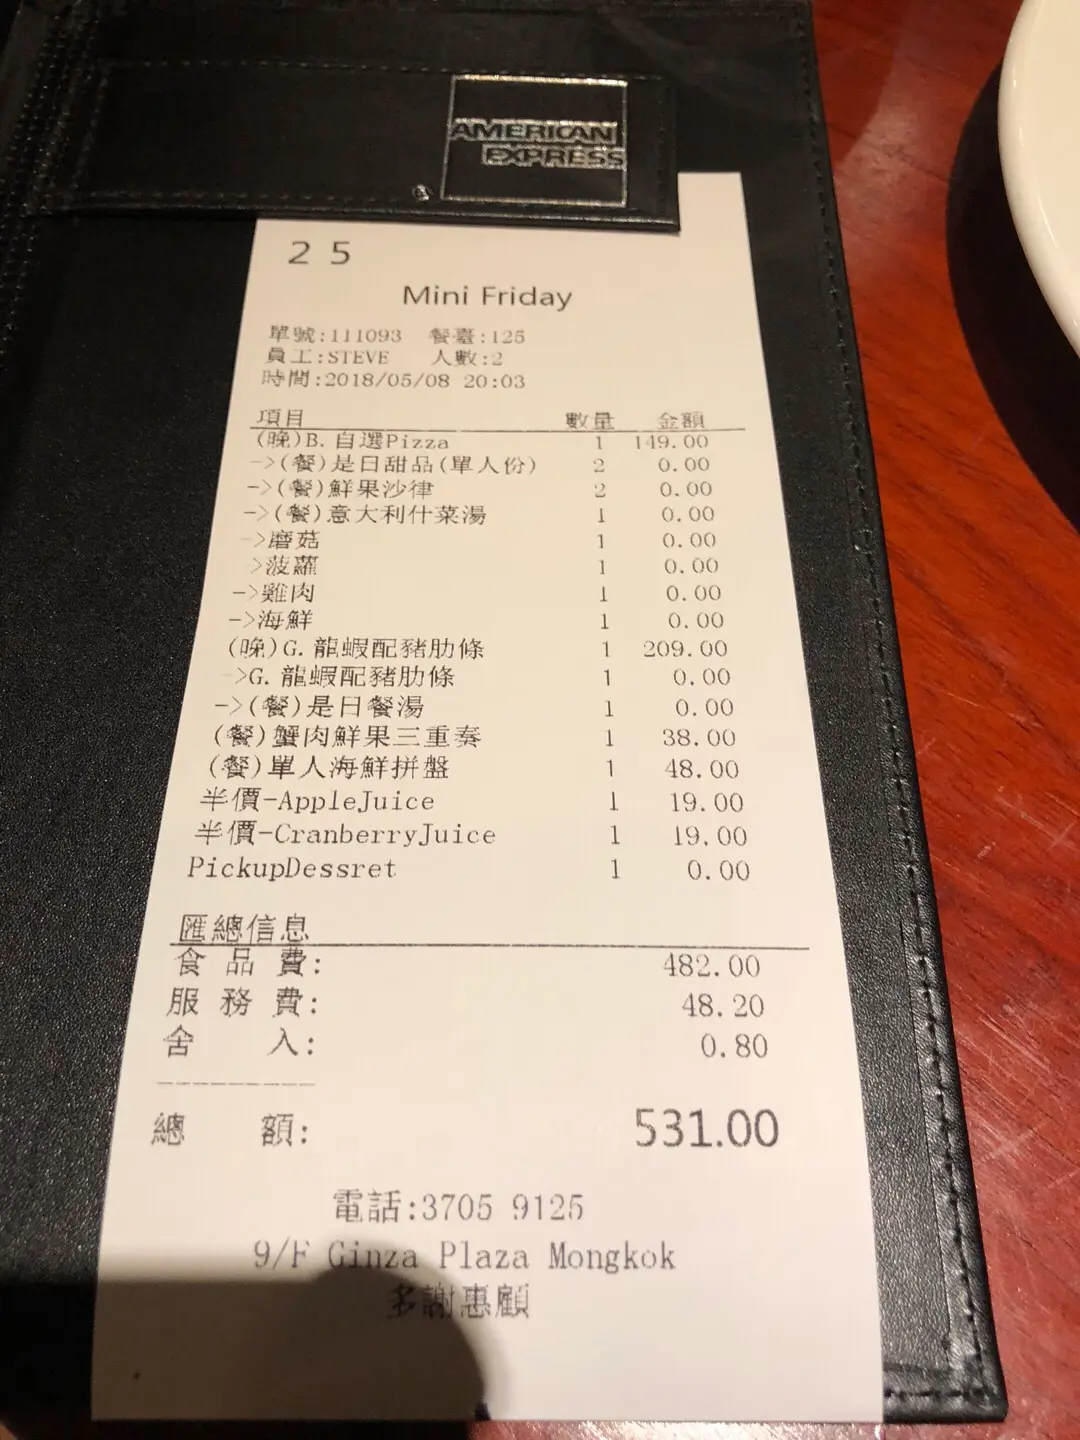 AMERICAN
EXPRESS
®
25
Mini Friday
單號:111093 餐臺:125
員工:STEVE 人數:2
時間:2018/05/08 20:03
項目 數量 金額
(晚)B. 自選Pizza 1 149.00
->(餐)是日甜品(單人份) 2 0.00
->(餐)鮮果沙律 2 0.00
->(餐)意大利什菜湯 1 0.00
->磨菇 1 0.00
>菠蘿 1 0.00
->雞肉 1 0.00
->海鮮 1 0.00
(晚)G. 龍蝦配豬肋條 1 209.00
->G. 龍蝦配豬肋條 1 0.00
->(餐)是日餐湯 1 0.00
(餐)蟹肉鮮果三重奏 1 38.00
(餐)單人海鮮拼盤 1 48.00
半價-AppleJuice 1 19.00
半價-CranberryJuice 1 19.00
PickupDessret 1 0.00
匯總信息
食品費: 482.00
服務費: 48.20
舍入: 0.80
----------
總額: 531.00
電話:3705 9125
9/F Ginza Plaza Mongkok
多謝惠顧